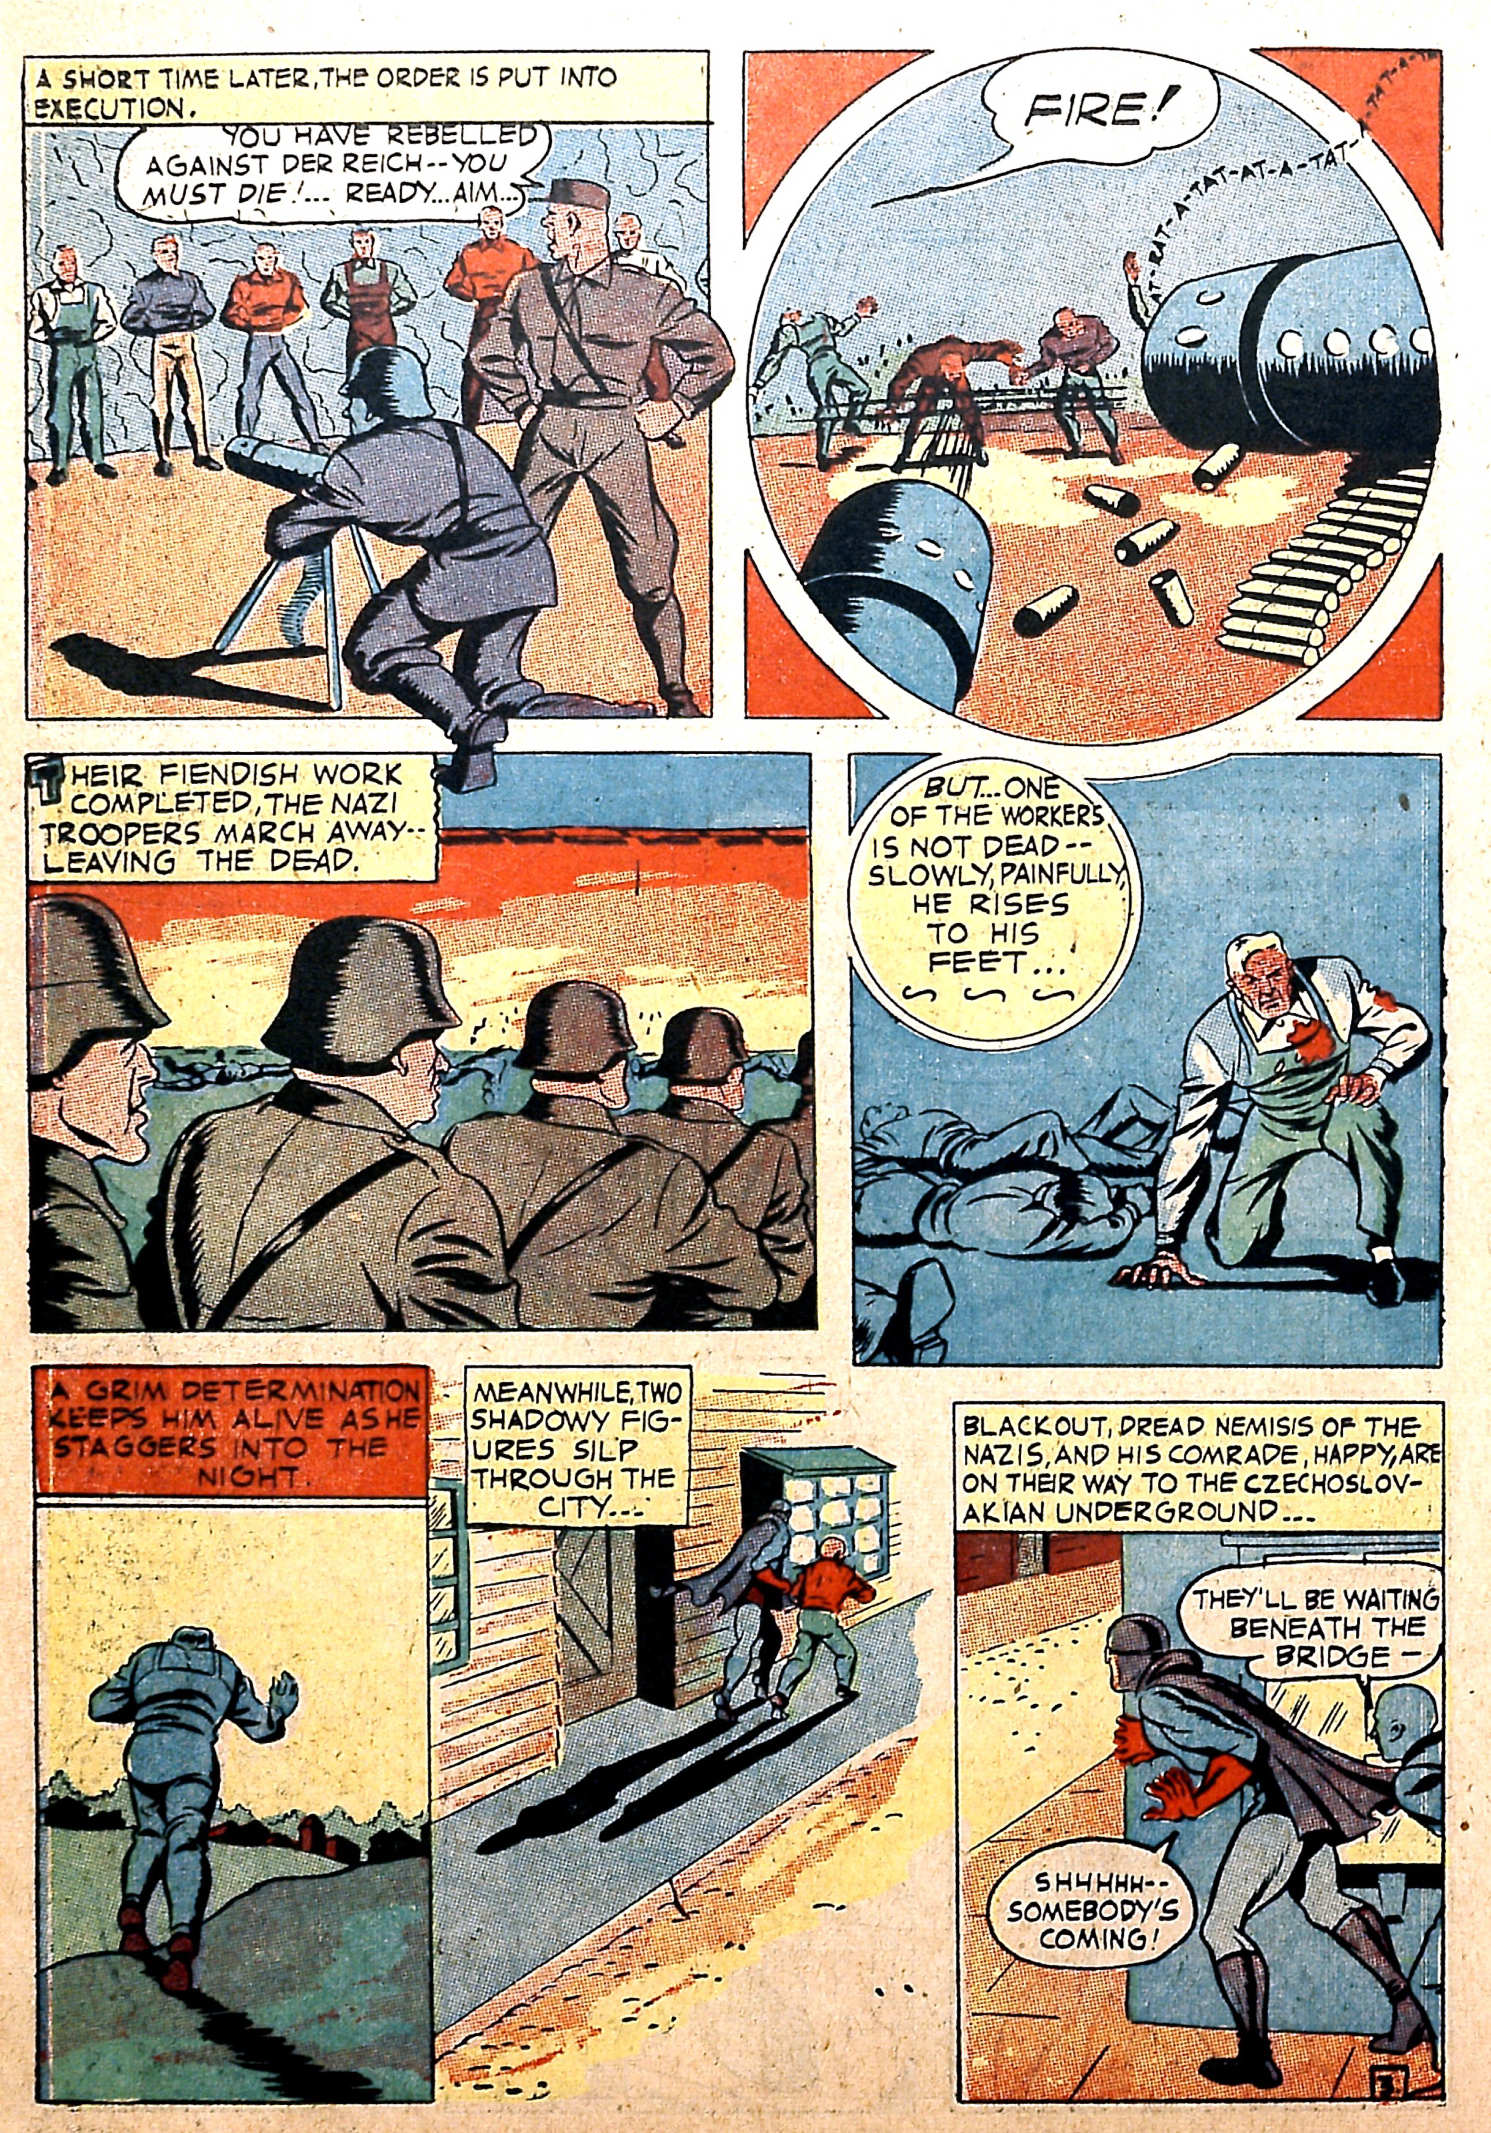 A SHORT TIME LATER, THE ORDER IS PUT INTO
EXECUTION.
YOU HAVE REBELLED
AGAINST DER REICH--YOU
MUST DIE!... READY...AIM...
FIRE!
AT-RAT-A-TAT-AT-A-TAT-A-TAT-A-TA
THEIR FIENDISH WORK
COMPLETED, THE NAZI
TROOPERS MARCH AWAY--
LEAVING THE DEAD.
BUT...ONE
OF THE WORKERS
IS NOT DEAD--
SLOWLY, PAINFULLY,
HE RISES
TO HIS
FEET...
A GRIM DETERMINATION
KEEPS HIM ALIVE AS HE
STAGGERS INTO THE
NIGHT.
MEANWHILE, TWO
SHADOWY FIG-
URES SILP
THROUGH THE
CITY....
BLACKOUT, DREAD NEMISIS OF THE
NAZIS, AND HIS COMRADE, HAPPY, ARE
ON THEIR WAY TO THE CZECHOSLOV-
AKIAN UNDERGROUND...
THEY'LL BE WAITING
BENEATH THE
BRIDGE -
SHHHHH--
SOMEBODY'S
COMING!
3